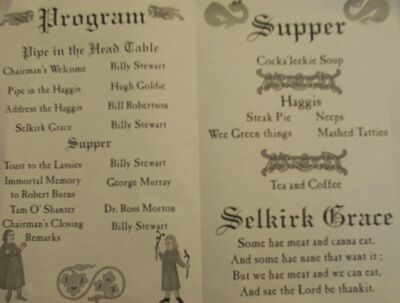 Program
Pipe in the Head Table
Chairman's Welcome Billy Stewart
Pipe in the Haggis Hugh Goldie
Address the Haggis Bill Robertson
Selkirk Grace Billy Stewart
Supper
Toast to the Lassies Billy Stewart
Immortal Memory
to Robert Burns George Murray
Tam O' Shanter Dr. Ross Morton
Chairman's Closing
Remarks Billy Stewart
Supper
Cocka'leekie Soup
Haggis
Steak Pie Neeps
Wee Green things Mashed Tatties
Tea and Coffee
Selkirk Grace
Some hae meat and canna eat,
And some hae nane that want it :
But we hae meat and we can eat,
And sae the Lord be thankit.